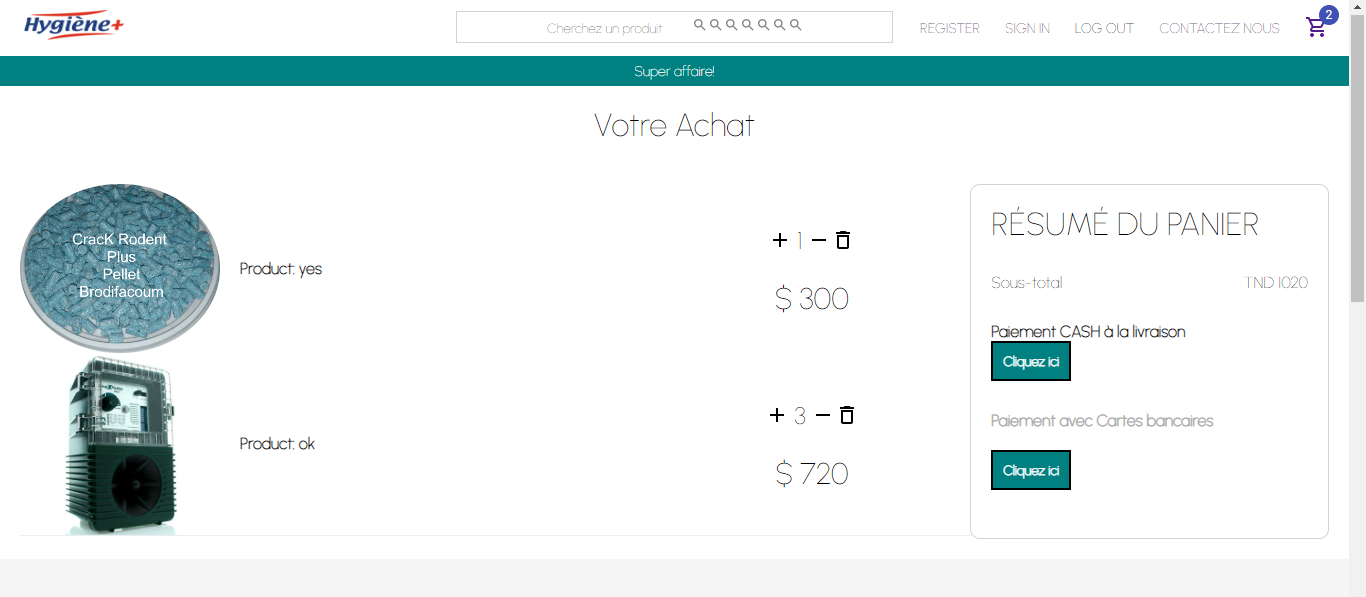 Hygiène+
Cherchez un produit
REGISTER
SIGN IN
LOG OUT
CONTACTEZ NOUS
2
Super affaire!
Votre Achat
CracK Rodent
Plus
Pellet
Brodifacoum
Product: yes
+ 1 −
$ 300
Product: ok
+ 3 −
$ 720
RÉSUMÉ DU PANIER
Sous-total TND 1020
Paiement CASH à la livraison
Cliquez ici
Paiement avec Cartes bancaires
Cliquez ici